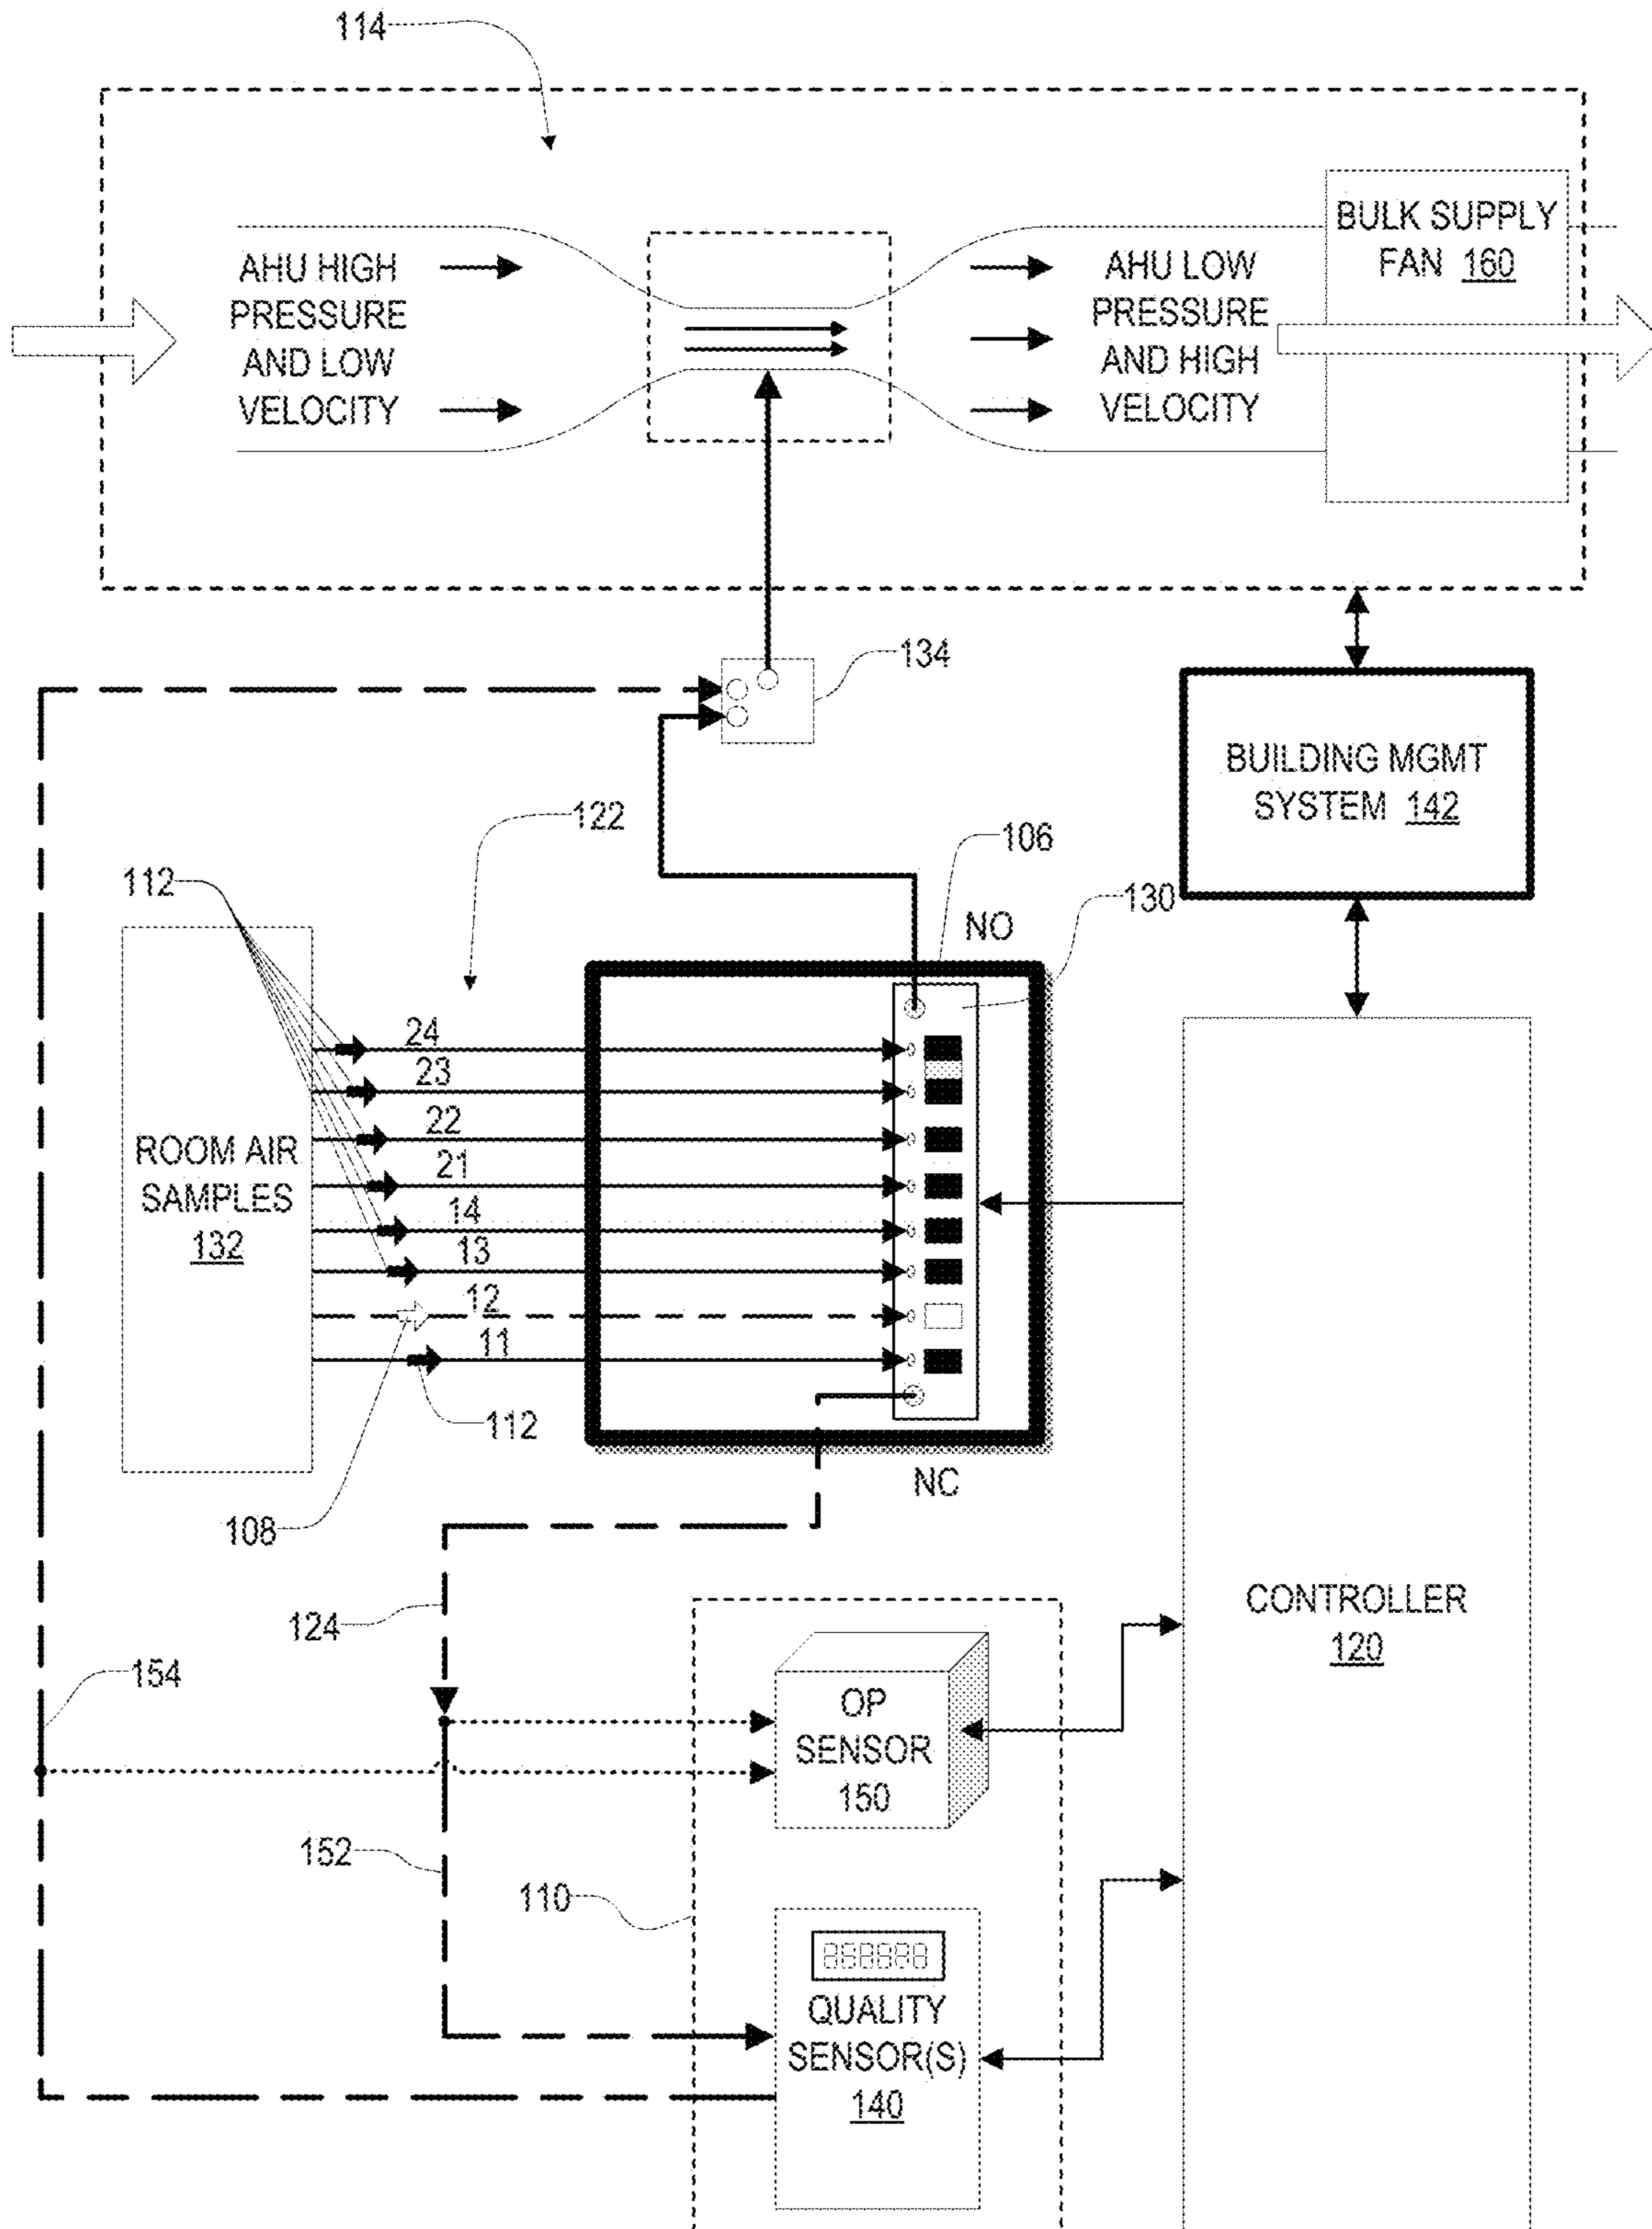 114
AHU HIGH
PRESSURE
AND LOW
VELOCITY
AHU LOW
PRESSURE
AND HIGH
VELOCITY
BULK SUPPLY
FAN 160
134
BUILDING MGMT
SYSTEM 142
122
106
112
NO
130
24
23
22
21
14
13
12
11
ROOM AIR
SAMPLES
132
112
NC
108
124
CONTROLLER
120
154
OP
SENSOR
150
152
110
888888
QUALITY
SENSOR(S)
140